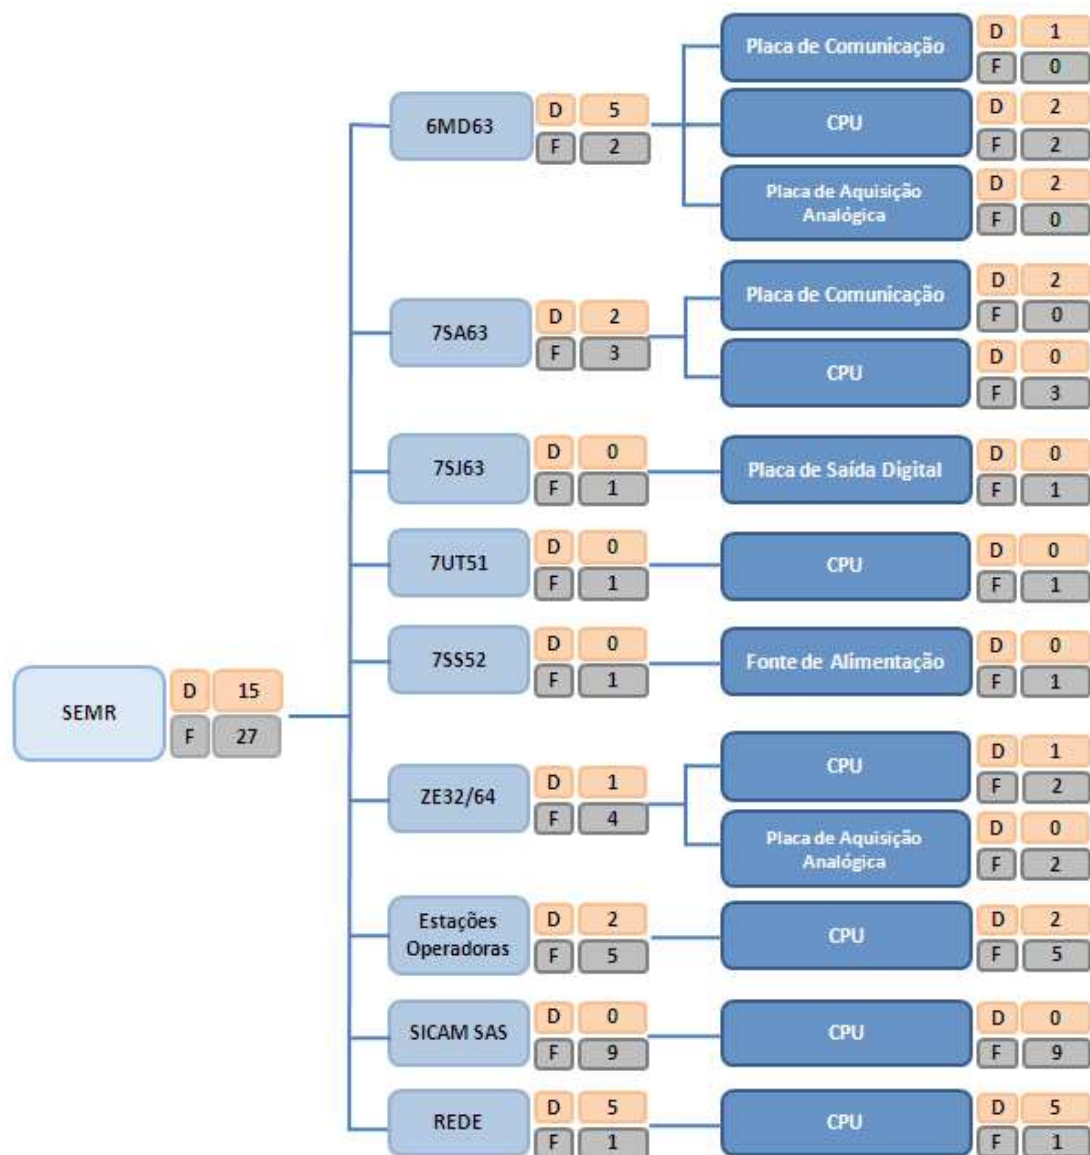 SEMR
D 15
F 27
6MD63
D 5
F 2
Placa de Comunicação
D 1
F 0
CPU
D 2
F 2
Placa de Aquisição
Analógica
D 2
F 0
7SA63
D 2
F 3
Placa de Comunicação
D 2
F 0
CPU
D 0
F 3
7SJ63
D 0
F 1
Placa de Saída Digital
D 0
F 1
7UT51
D 0
F 1
CPU
D 0
F 1
7SS52
D 0
F 1
Fonte de Alimentação
D 0
F 1
ZE32/64
D 1
F 4
CPU
D 1
F 2
Placa de Aquisição
Analógica
D 0
F 2
Estações
Operadoras
D 2
F 5
CPU
D 2
F 5
SICAM SAS
D 0
F 9
CPU
D 0
F 9
REDE
D 5
F 1
CPU
D 5
F 1